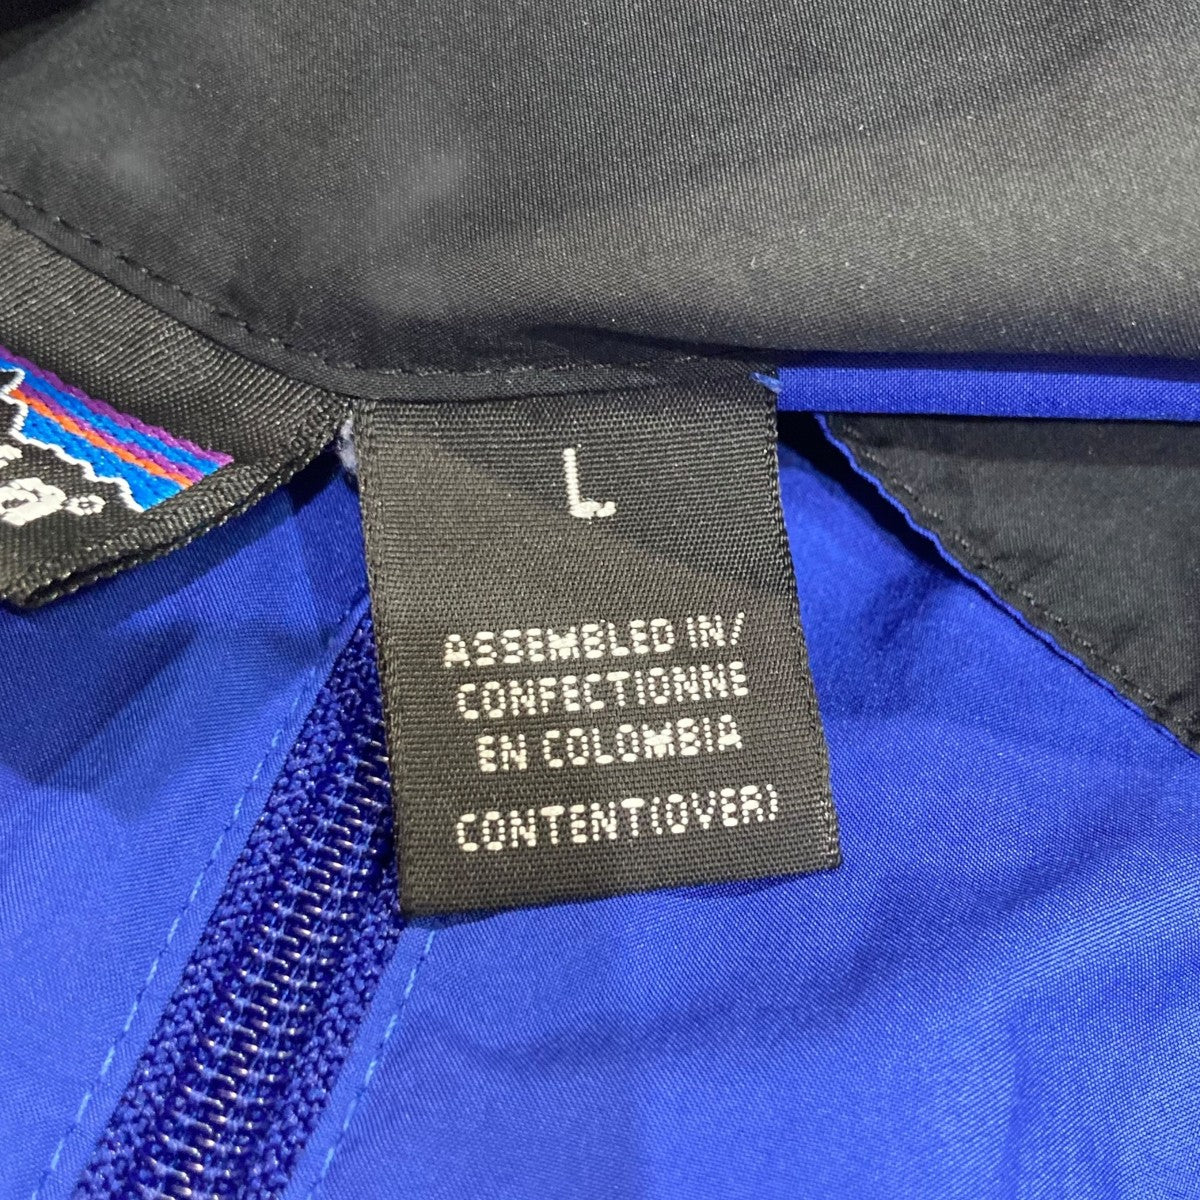 L
ASSEMBLED IN/
CONFECTIONNE
EN COLOMBIA
CONTENT(OVER)